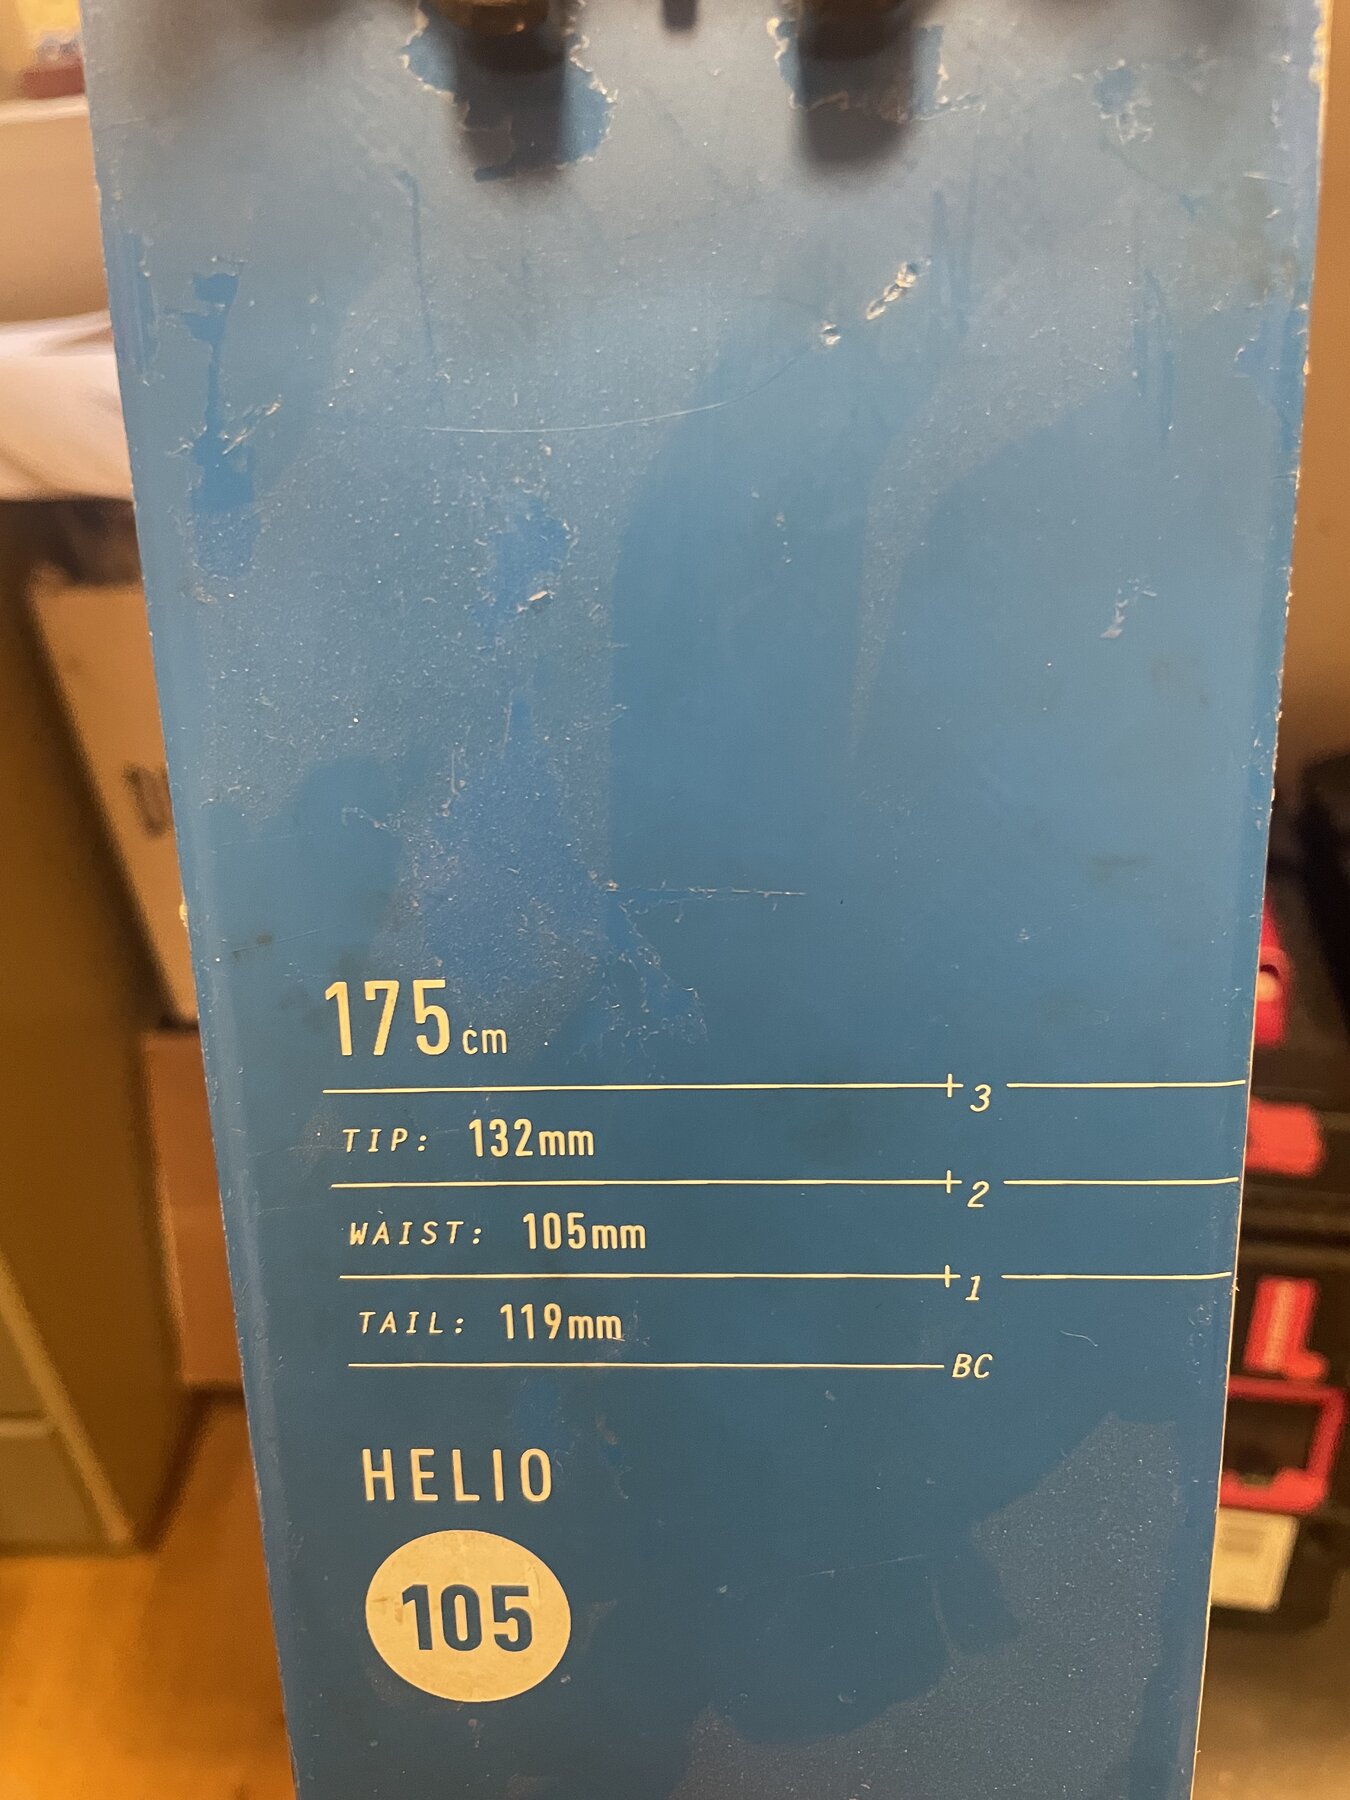 175cm
3
TIP: 132mm
2
WAIST: 105mm
1
TAIL: 119mm
BC
HELIO
105